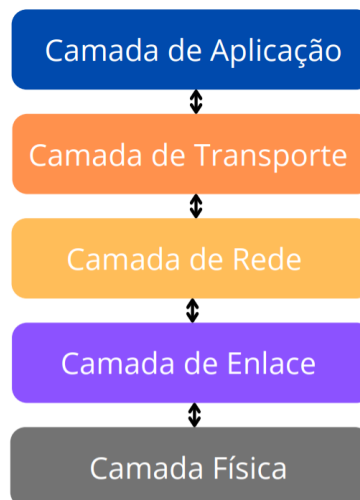 Camada de Aplicação
Camada de Transporte
Camada de Rede
Camada de Enlace
Camada Física